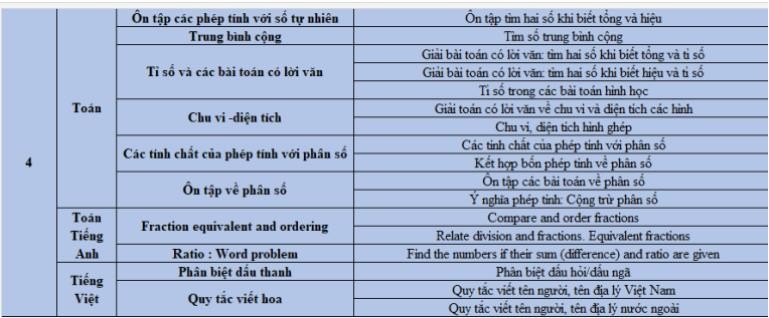 Ôn tập các phép tính với số tự nhiên Ôn tập tìm hai số khi biết tổng và hiệu
Trung bình cộng Tìm số trung bình cộng
Giải bài toán có lời văn: tìm hai số khi biết tổng và tỉ số
Tỉ số và các bài toán có lời văn Giải bài toán có lời văn: tìm hai số khi biết hiệu và tỉ số
Tỉ số trong các bài toán hình học
Toán
Chu vi -diện tích Giải toán có lời văn về chu vi và diện tích các hình
Chu vi, diện tích hình ghép
4
Các tính chất của phép tính với phân số Các tính chất của phép tính với phân số
Kết hợp bốn phép tính về phân số
Ôn tập về phân số Ôn tập các bài toán về phân số
Ý nghĩa phép tính: Cộng trừ phân số
Toán
Tiếng
Anh
Fraction equivalent and ordering Compare and order fractions
Relate division and fractions. Equivalent fractions
Ratio : Word problem Find the numbers if their sum (difference) and ratio are given
Tiếng
Việt
Phân biệt dấu thanh Phân biệt dấu hỏi/dấu ngã
Quy tắc viết hoa Quy tắc viết tên người, tên địa lý Việt Nam
Quy tắc viết tên người, tên địa lý nước ngoài